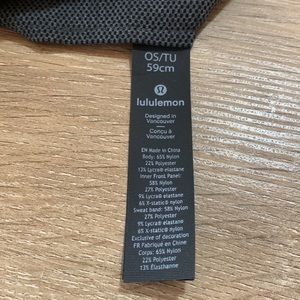 OS/TU
59cm
lululemon
Designed in
Vancouver
Conçu à
Vancouver
EN Made in China
Body: 65% Nylon
22% Polyester
13% Lycra® elastane
Inner Front Panel:
58% Nylon
27% Polyester
9% Lycra® elastane
6% X-static® nylon
Sweat band: 58% Nylon
27% Polyester
9% Lycra® elastane
6% X-static® nylon
Exclusive of decoration
FR Fabriqué en Chine
Corps: 65% Nylon
22% Polyester
13% Élasthanne